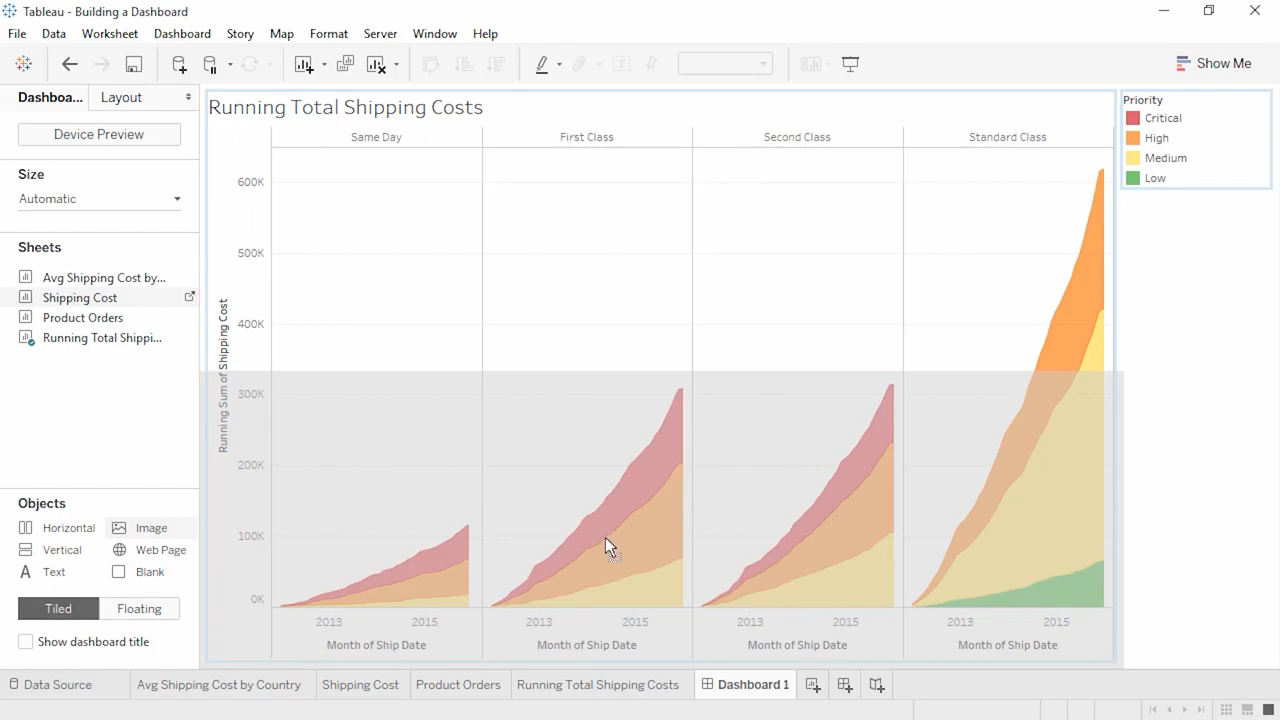 Tableau - Building a Dashboard
File Data Worksheet Dashboard Story Map Format Server Window Help
Show Me
Dashboa... Layout
Device Preview
Size
Automatic
Sheets
Avg Shipping Cost by...
Shipping Cost
Product Orders
Running Total Shippi...
Objects
Horizontal Image
Vertical Web Page
Text Blank
Tiled Floating
Show dashboard title
Running Total Shipping Costs
Same Day First Class Second Class Standard Class
Running Sum of Shipping Cost
600K
500K
400K
300K
200K
100K
0K
2013 2015 2013 2015 2013 2015 2013 2015
Month of Ship Date Month of Ship Date Month of Ship Date Month of Ship Date
Priority
Critical
High
Medium
Low
Data Source Avg Shipping Cost by Country Shipping Cost Product Orders Running Total Shipping Costs Dashboard 1